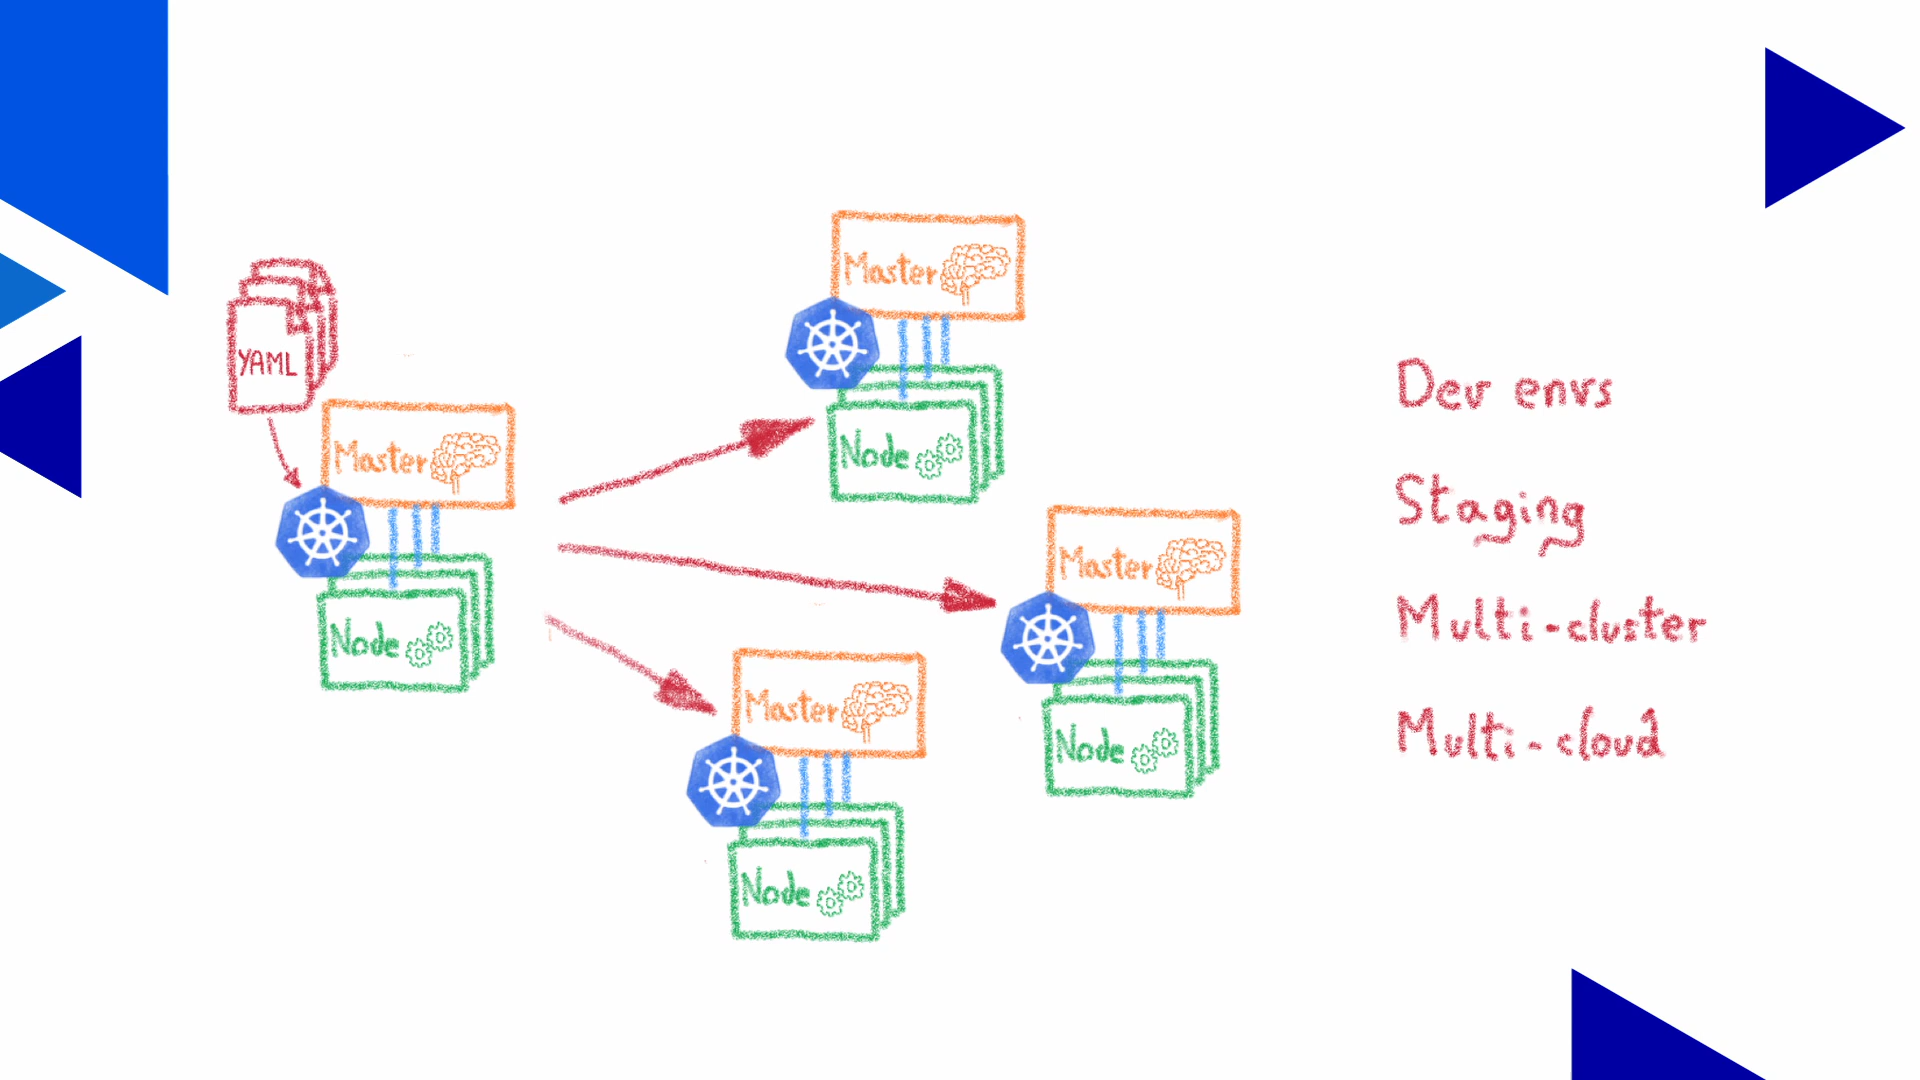 YAML
Master
Node
Master
Node
Master
Node
Master
Node
Dev envs
Staging
Multi-cluster
Multi-cloud